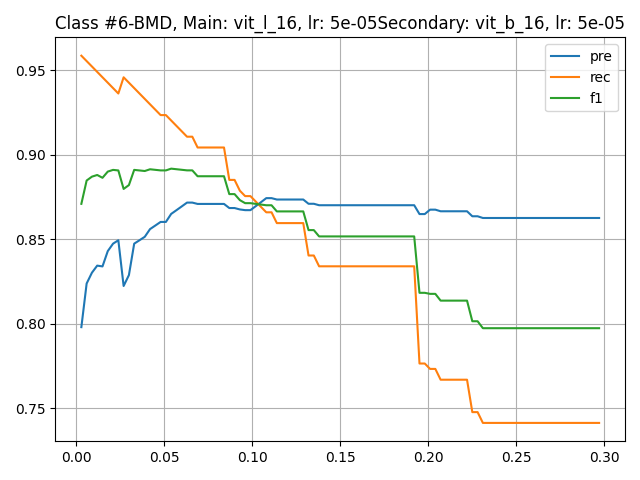 Class #6-BMD, Main: vit_l_16, lr: 5e-05Secondary: vit_b_16, lr: 5e-05
pre
rec
f1
0.95
0.90
0.85
0.80
0.75
0.00 0.05 0.10 0.15 0.20 0.25 0.30